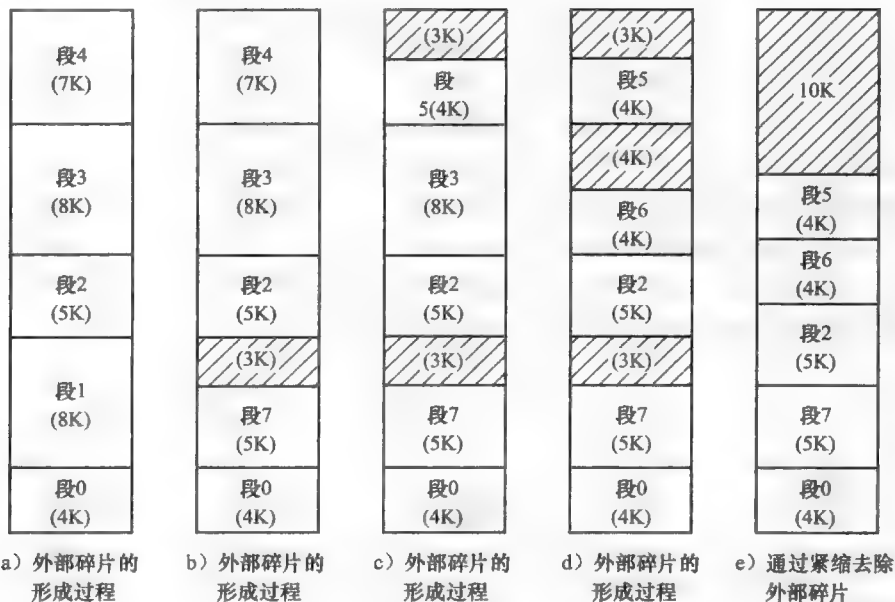 段4
(7K)
段3
(8K)
段2
(5K)
段1
(8K)
段0
(4K)
a）外部碎片的
形成过程
段4
(7K)
段3
(8K)
段2
(5K)
(3K)
段7
(5K)
段0
(4K)
b）外部碎片的
形成过程
(3K)
段
5(4K)
段3
(8K)
段2
(5K)
(3K)
段7
(5K)
段0
(4K)
c）外部碎片的
形成过程
(3K)
段5
(4K)
(4K)
段6
(4K)
段2
(5K)
(3K)
段7
(5K)
段0
(4K)
d）外部碎片的
形成过程
10K
段5
(4K)
段6
(4K)
段2
(5K)
段7
(5K)
段0
(4K)
e）通过紧缩去除
外部碎片